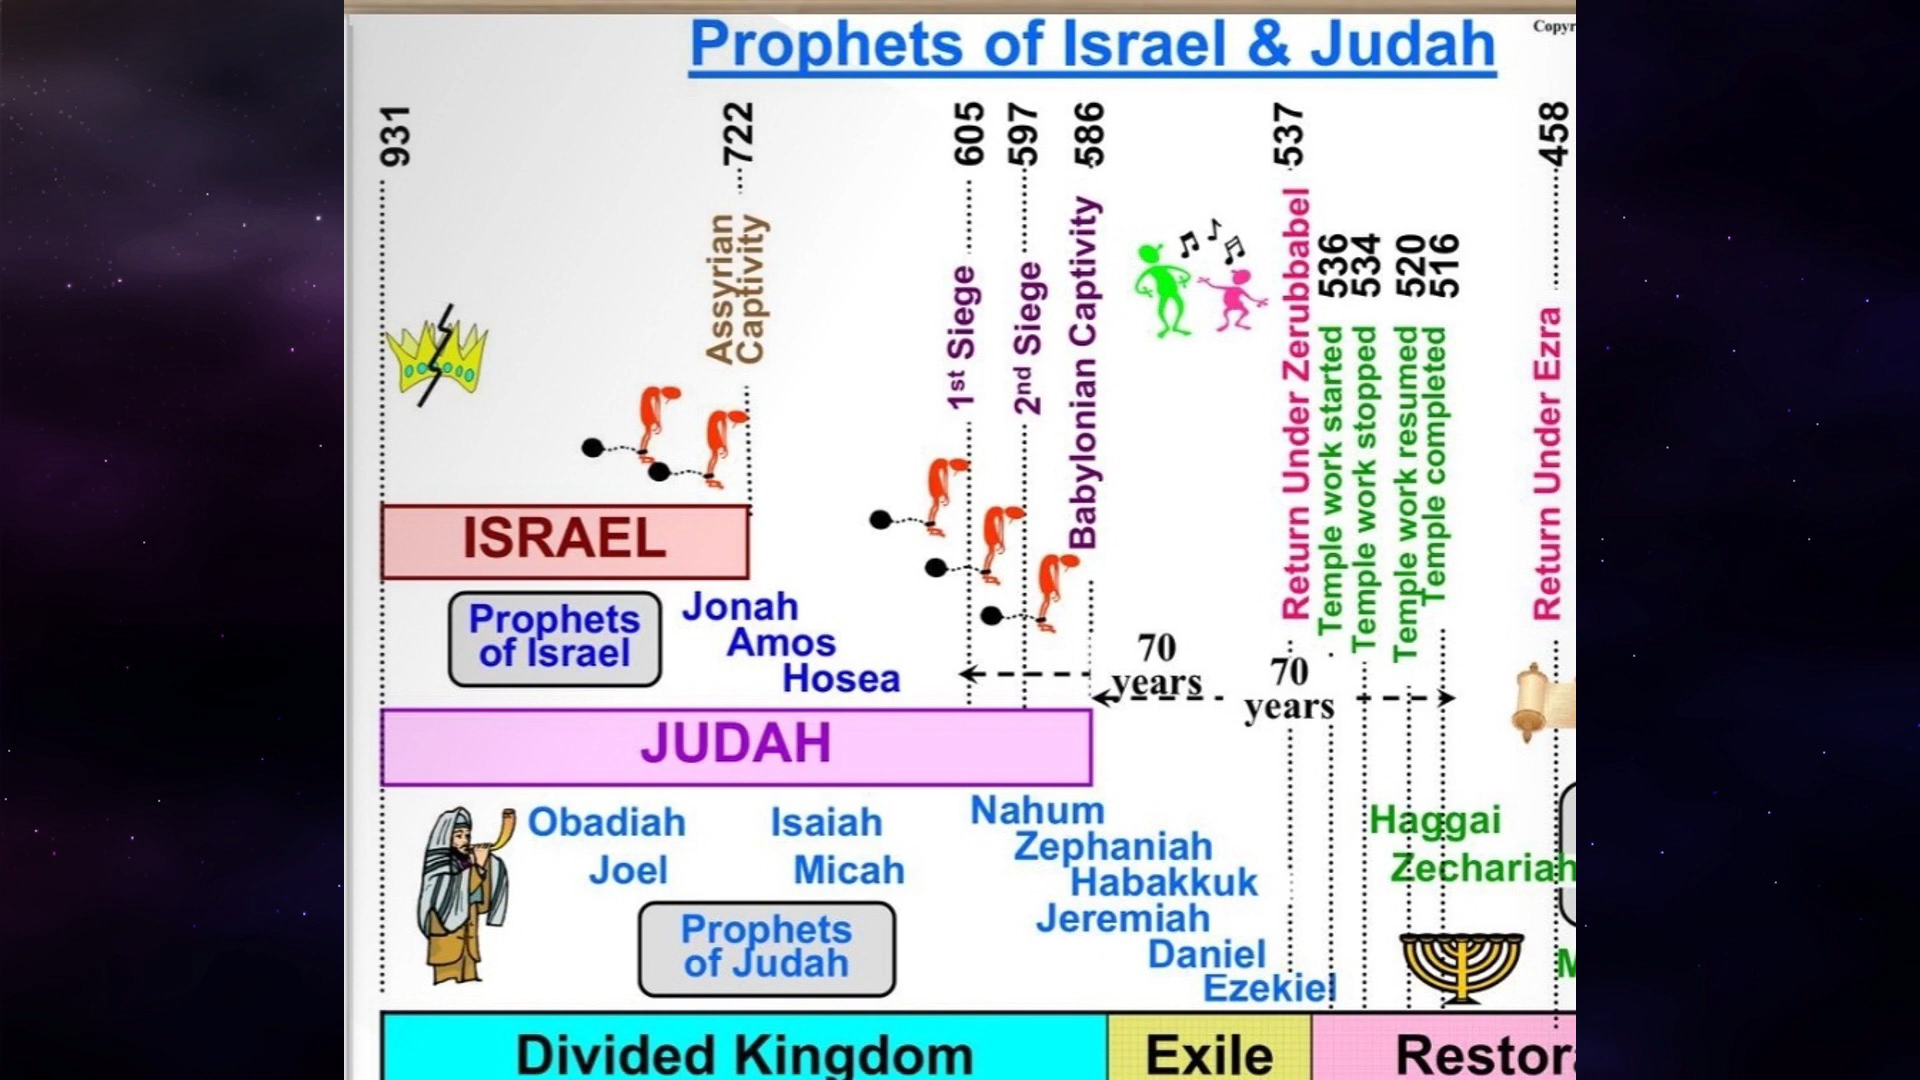 Prophets of Israel & Judah
Copyr
931
722
605
597
586
537
458
Assyrian
Captivity
1st Siege
2nd Siege
Babylonian Captivity
Return Under Zerubbabel
536
534
520
516
Temple work started
Temple work stopped
Temple work resumed
Temple completed
Return Under Ezra
ISRAEL
Prophets
of Israel
Jonah
Amos
Hosea
70
years
70
years
JUDAH
Obadiah
Joel
Isaiah
Micah
Prophets
of Judah
Nahum
Zephaniah
Habakkuk
Jeremiah
Daniel
Ezekiel
Haggai
Zechariah
M
Divided Kingdom
Exile
Restor